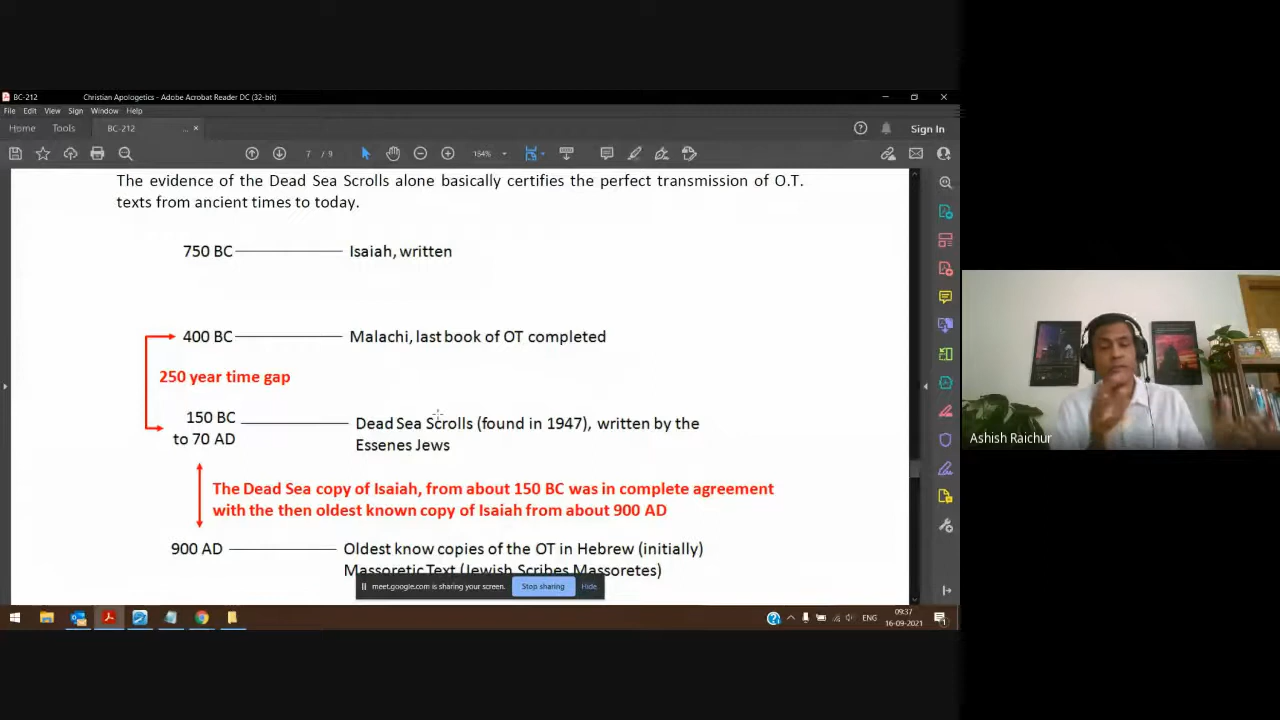 BC-212 Christian Apologetics - Adobe Acrobat Reader DC (32-bit)
File Edit View Sign Window Help
Home Tools BC-212 ... × Sign In
7 / 9 154%
The evidence of the Dead Sea Scrolls alone basically certifies the perfect transmission of O.T.
texts from ancient times to today.
750 BC Isaiah, written
400 BC Malachi, last book of OT completed
250 year time gap
150 BC
to 70 AD
Dead Sea Scrolls (found in 1947), written by the
Essenes Jews
The Dead Sea copy of Isaiah, from about 150 BC was in complete agreement
with the then oldest known copy of Isaiah from about 900 AD
900 AD Oldest know copies of the OT in Hebrew (initially)
Massoretic Text (Jewish Scribes Massoretes)
meet.google.com is sharing your screen. Stop sharing Hide
ENG
09:37
16-09-2021
Ashish Raichur